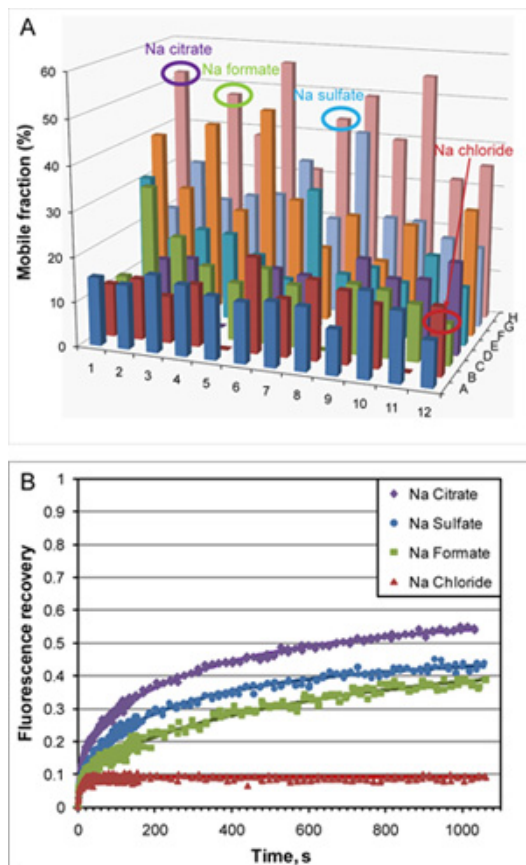 A
Mobile fraction (%)
60
50
40
30
20
10
0
Na citrate
Na formate
Na sulfate
Na chloride
1 2 3 4 5 6 7 8 9 10 11 12
A B C D E F G H
B
Fluorescence recovery
1
0.9
0.8
0.7
0.6
0.5
0.4
0.3
0.2
0.1
0
Na Citrate
Na Sulfate
Na Formate
Na Chloride
0 200 400 600 800 1000
Time, s